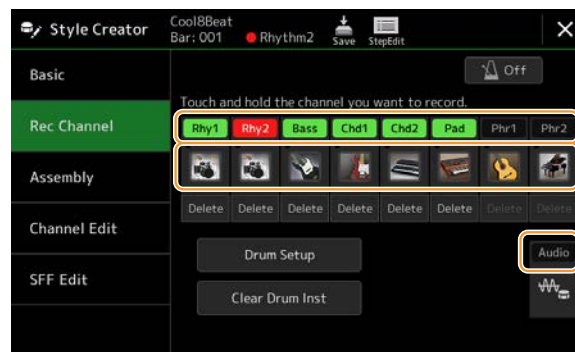 Style Creator
Cool8Beat
Bar: 001 Rhythm2 Save StepEdit
Basic
Off
Touch and hold the channel you want to record.
Rec Channel
Rhy1 Rhy2 Bass Chd1 Chd2 Pad Phr1 Phr2
Assembly
Delete Delete Delete Delete Delete Delete Delete Delete
Channel Edit
Drum Setup
Audio
SFF Edit
Clear Drum Inst